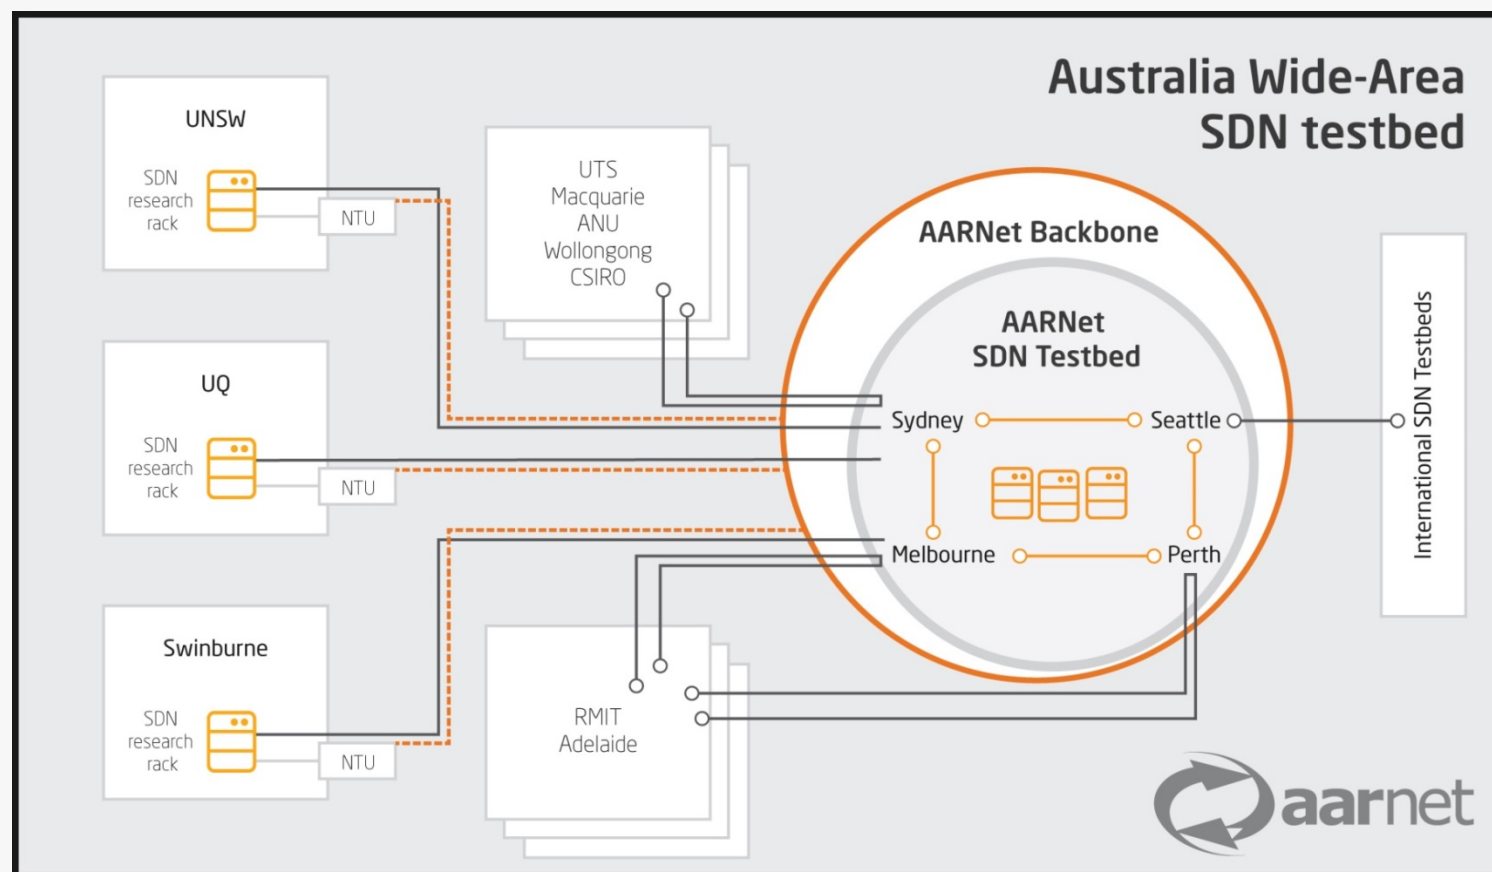 Australia Wide-Area
SDN testbed
UNSW
SDN
research
rack
NTU
UTS
Macquarie
ANU
Wollongong
CSIRO
AARNet Backbone
AARNet
SDN Testbed
UQ
SDN
research
rack
NTU
Sydney
Seattle
Melbourne
Perth
International SDN Testbeds
Swinburne
SDN
research
rack
NTU
RMIT
Adelaide
aarnet